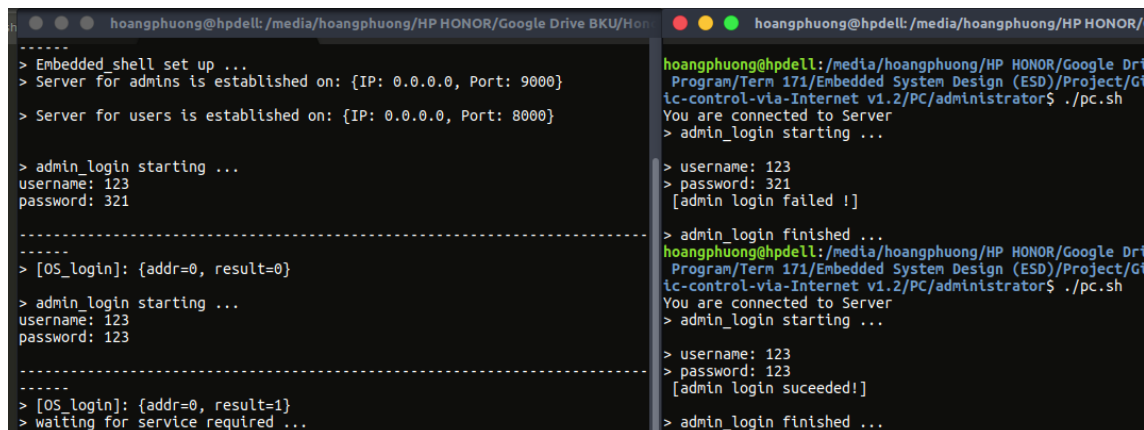 hoangphuong@hpdell: /media/hoangphuong/HP HONOR/Google Drive BKU/Hon
------
> Embedded_shell set up ...
> Server for admins is established on: {IP: 0.0.0.0, Port: 9000}
> Server for users is established on: {IP: 0.0.0.0, Port: 8000}
> admin_login starting ...
username: 123
password: 321
--------------------------------------------------------------------------
------
> [OS_login]: {addr=0, result=0}
> admin_login starting ...
username: 123
password: 123
--------------------------------------------------------------------------
------
> [OS_login]: {addr=0, result=1}
> waiting for service required ...
hoangphuong@hpdell: /media/hoangphuong/HP HONOR/
hoangphuong@hpdell:/media/hoangphuong/HP HONOR/Google Dri
Program/Term 171/Embedded System Design (ESD)/Project/Gi
ic-control-via-Internet v1.2/PC/administrator$ ./pc.sh
You are connected to Server
> admin_login starting ...
> username: 123
> password: 321
[admin login failed !]
> admin_login finished ...
hoangphuong@hpdell:/media/hoangphuong/HP HONOR/Google Dri
Program/Term 171/Embedded System Design (ESD)/Project/Gi
ic-control-via-Internet v1.2/PC/administrator$ ./pc.sh
You are connected to Server
> admin_login starting ...
> username: 123
> password: 123
[admin login suceeded!]
> admin_login finished ...